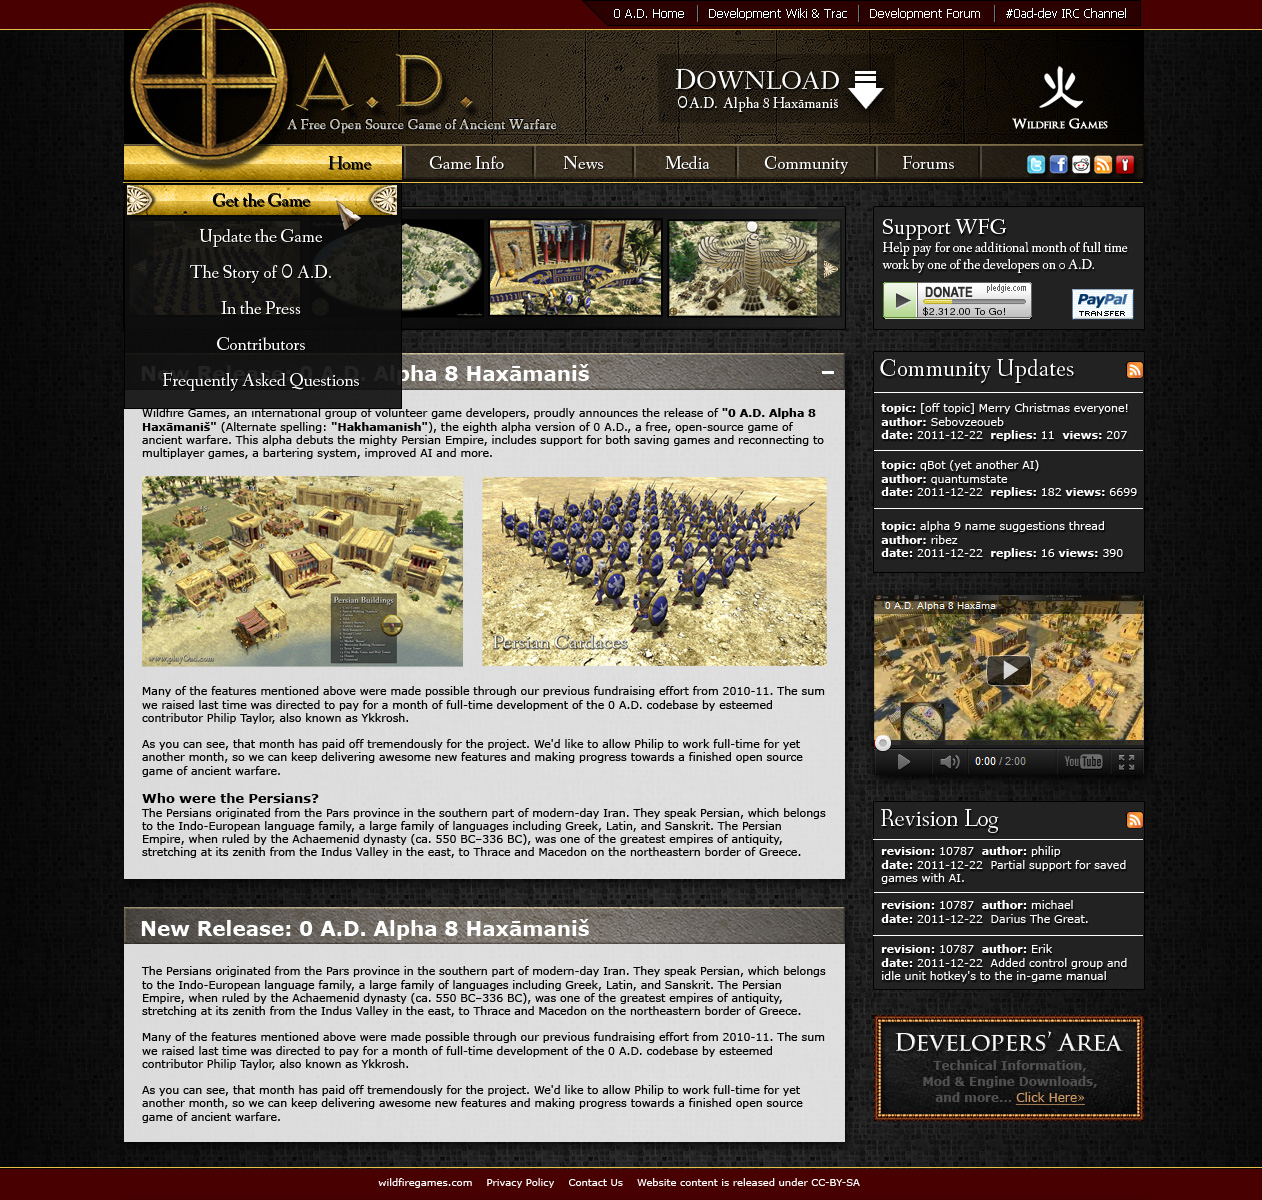 0 A.D. Home
Development Wiki & Trac
Development Forum
#0ad-dev IRC Channel
A.D.
A Free Open Source Game of Ancient Warfare
DOWNLOAD
0 A.D. Alpha 8 Haxāmaniš
WILDFIRE GAMES
Home
Game Info
News
Media
Community
Forums
Get the Game
Update the Game
The Story of 0 A.D.
In the Press
Contributors
Frequently Asked Questions
Support WFG
Help pay for one additional month of full time
work by one of the developers on 0 A.D.
DONATE pledgie.com
$2.312.00 To Go!
PayPal
TRANSFER
New Release: 0 A.D. Alpha 8 Haxāmaniš
Wildfire Games, an international group of volunteer game developers, proudly announces the release of "0 A.D. Alpha 8
Haxāmaniš" (Alternate spelling: "Hakhamanish"), the eighth alpha version of 0 A.D., a free, open-source game of
ancient warfare. This alpha debuts the mighty Persian Empire, includes support for both saving games and reconnecting to
multiplayer games, a bartering system, improved AI and more.
Persian Buildings
www.play0ad.com
Persian Cardaces
Many of the features mentioned above were made possible through our previous fundraising effort from 2010-11. The sum
we raised last time was directed to pay for a month of full-time development of the 0 A.D. codebase by esteemed
contributor Philip Taylor, also known as Ykkrosh.
As you can see, that month has paid off tremendously for the project. We'd like to allow Philip to work full-time for yet
another month, so we can keep delivering awesome new features and making progress towards a finished open source
game of ancient warfare.
Who were the Persians?
The Persians originated from the Pars province in the southern part of modern-day Iran. They speak Persian, which belongs
to the Indo-European language family, a large family of languages including Greek, Latin, and Sanskrit. The Persian
Empire, when ruled by the Achaemenid dynasty (ca. 550 BC–336 BC), was one of the greatest empires of antiquity,
stretching at its zenith from the Indus Valley in the east, to Thrace and Macedon on the northeastern border of Greece.
New Release: 0 A.D. Alpha 8 Haxāmaniš
The Persians originated from the Pars province in the southern part of modern-day Iran. They speak Persian, which belongs
to the Indo-European language family, a large family of languages including Greek, Latin, and Sanskrit. The Persian
Empire, when ruled by the Achaemenid dynasty (ca. 550 BC–336 BC), was one of the greatest empires of antiquity,
stretching at its zenith from the Indus Valley in the east, to Thrace and Macedon on the northeastern border of Greece.
Many of the features mentioned above were made possible through our previous fundraising effort from 2010-11. The sum
we raised last time was directed to pay for a month of full-time development of the 0 A.D. codebase by esteemed
contributor Philip Taylor, also known as Ykkrosh.
As you can see, that month has paid off tremendously for the project. We'd like to allow Philip to work full-time for yet
another month, so we can keep delivering awesome new features and making progress towards a finished open source
game of ancient warfare.
Community Updates
topic: [off topic] Merry Christmas everyone!
author: Sebovzeoueb
date: 2011-12-22 replies: 11 views: 207
topic: qBot (yet another AI)
author: quantumstate
date: 2011-12-22 replies: 182 views: 6699
topic: alpha 9 name suggestions thread
author: ribez
date: 2011-12-22 replies: 16 views: 390
0 A.D. Alpha 8 Haxāma
0:00 / 2:00
YouTube
Revision Log
revision: 10787 author: philip
date: 2011-12-22 Partial support for saved
games with AI.
revision: 10787 author: michael
date: 2011-12-22 Darius The Great.
revision: 10787 author: Erik
date: 2011-12-22 Added control group and
idle unit hotkey's to the in-game manual
DEVELOPERS' AREA
Technical Information,
Mod & Engine Downloads,
and more... Click Here»
wildfiregames.com Privacy Policy Contact Us Website content is released under CC-BY-SA